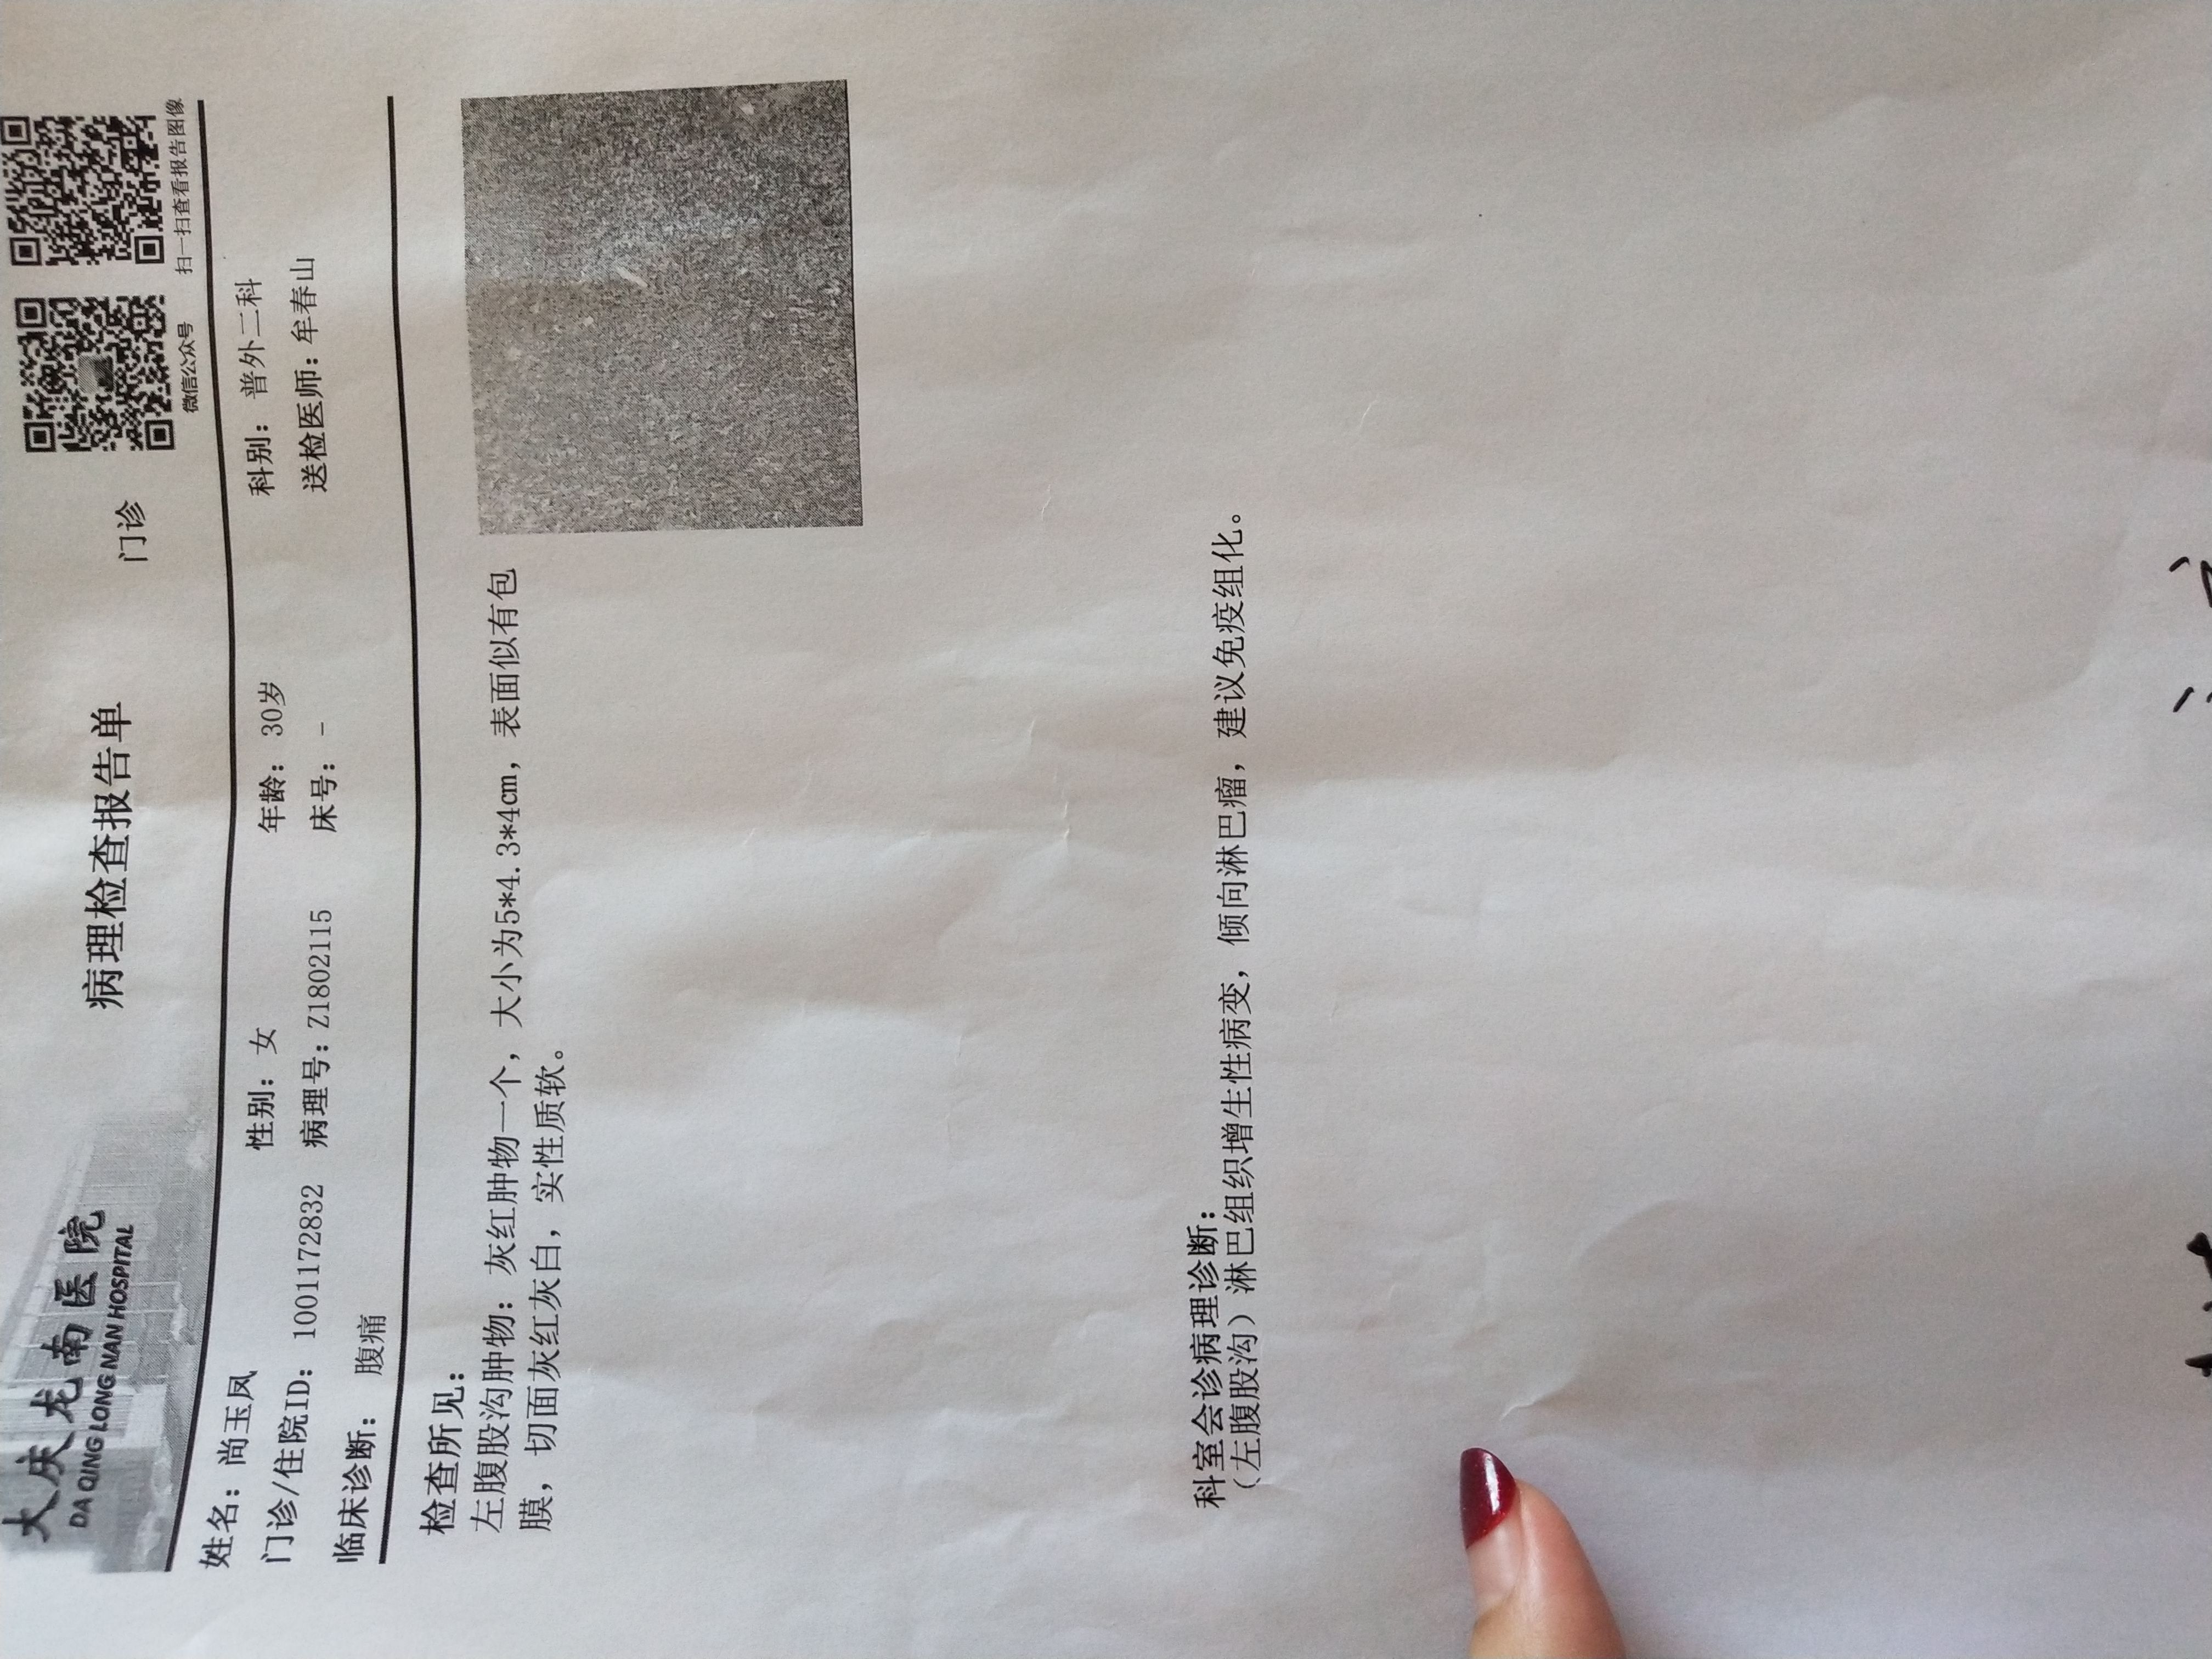 大庆龙南医院
DA QING LONG NAN HOSPITAL
病理检查报告单
门诊
微信公众号
扫一扫查看报告图像
姓名：尚玉凤 性别：女 年龄：30岁 科别：普外二科
门诊/住院ID：1001172832 病理号：Z1802115 床号：- 送检医师：牟春山
临床诊断：腹痛
检查所见：
左腹股沟肿物：灰红肿物一个，大小为5*4.3*4cm，表面似有包
膜，切面灰红灰白，实性质软。
科室会诊病理诊断：
（左腹股沟）淋巴组织增生性病变，倾向淋巴瘤，建议免疫组化。